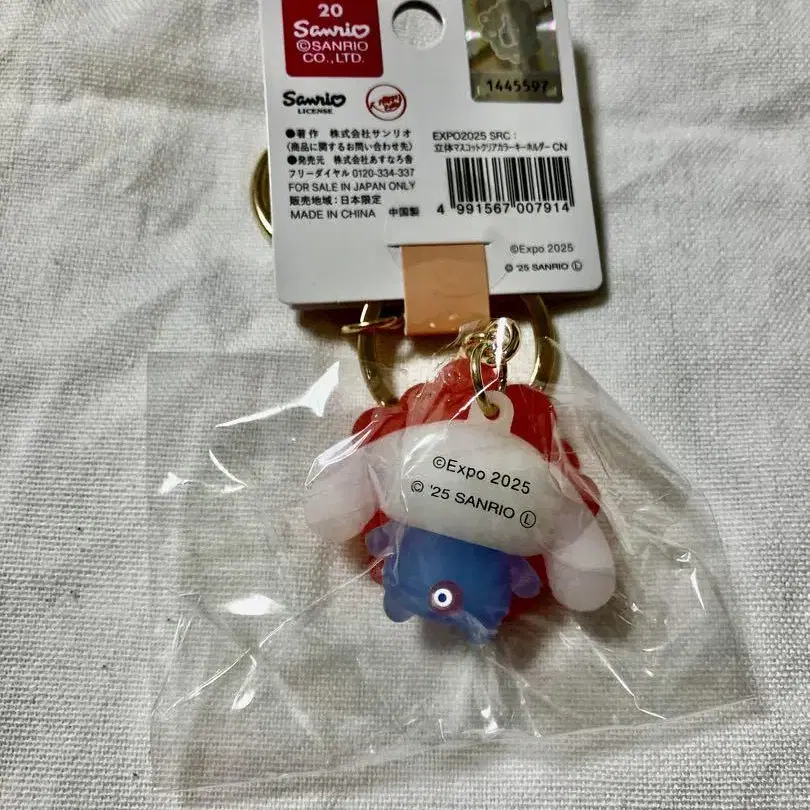 20
Sanrio
©SANRIO
CO., LTD.
1445597
Sanrio
LICENSE
●著作 株式会社サンリオ
(商品に関するお問い合わせ先)
●発売元 株式会社あすなろ舎
フリーダイヤル 0120-334-337
FOR SALE IN JAPAN ONLY
販売地域:日本限定
MADE IN CHINA 中国製
EXPO2025 SRC:
立体マスコットクリアカラーキーホルダー CN
4 991567 007914
©Expo 2025
© '25 SANRIO Ⓛ
©Expo 2025
© '25 SANRIO Ⓛ